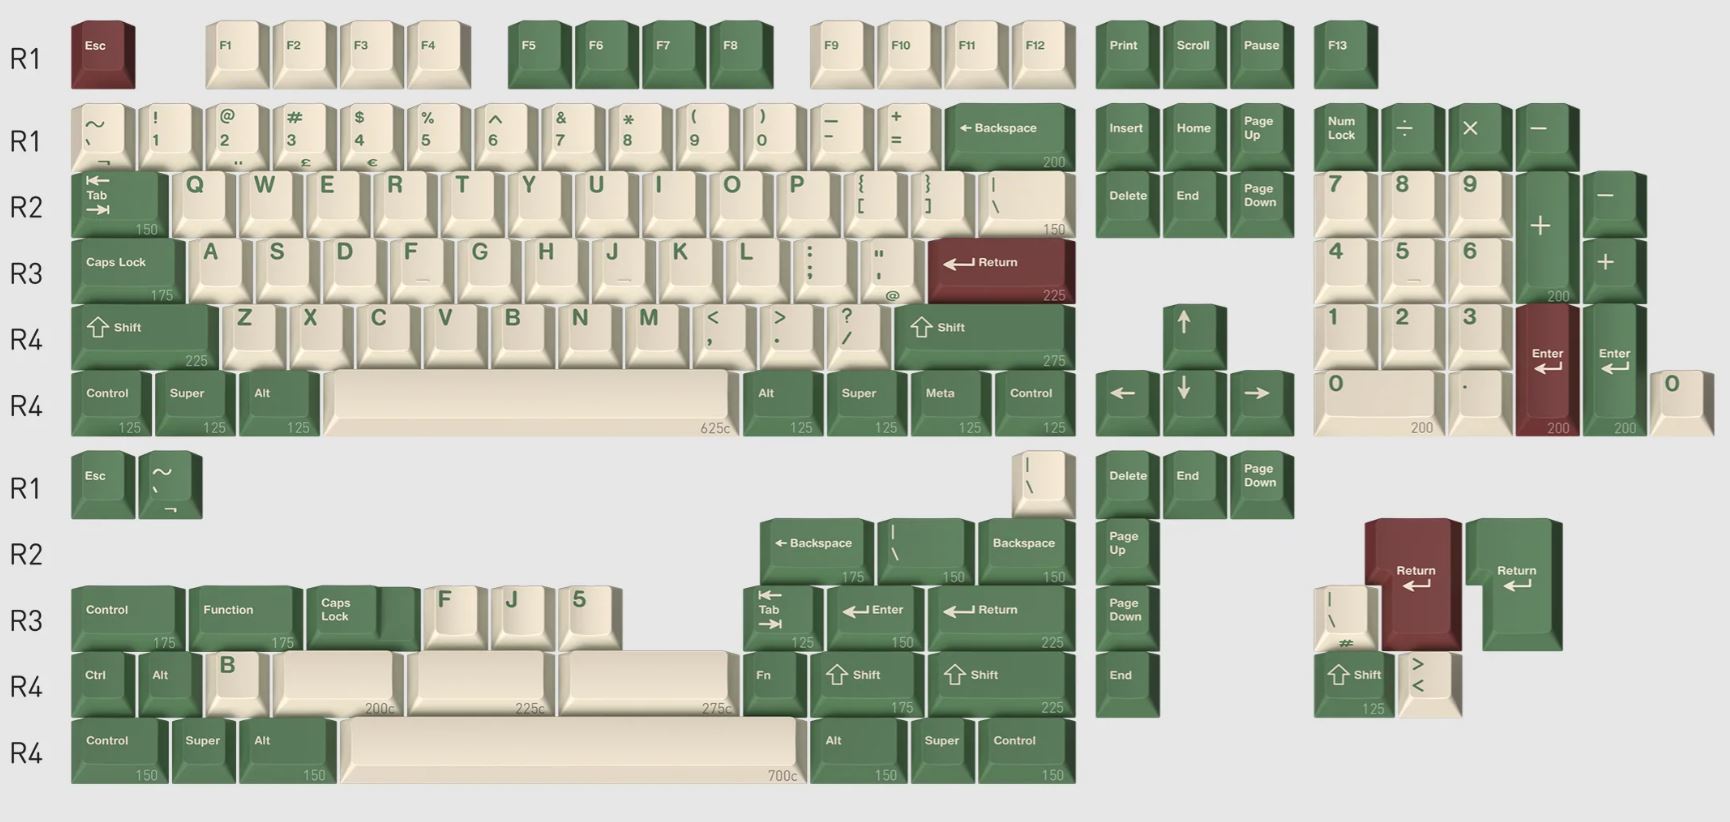 R1 Esc F1 F2 F3 F4 F5 F6 F7 F8 F9 F10 F11 F12 Print Scroll Pause F13
R1 ~ ` ¬ ! 1 @ 2 " # 3 £ $ 4 € % 5 ^ 6 & 7 * 8 ( 9 ) 0 — - + = ← Backspace 200 Insert Home Page Up Num Lock ÷ × −
R2 ⇤ Tab ⇥ 150 Q W E R T Y U I O P { [ } ] | \ 150 Delete End Page Down 7 8 9 + 200 −
R3 Caps Lock 175 A S D F _ G H J _ K L : ; " ' @ ↵ Return 225 4 5 _ 6 +
R4 ⇧ Shift 225 Z X C V B N M < , > . ? / ⇧ Shift 275 ↑ 1 2 3 Enter ↵ 200 Enter ↵ 200
R4 Control 125 Super 125 Alt 125 625c Alt 125 Super 125 Meta 125 Control 125 ← ↓ → 0 200 . 0
R1 Esc ~ ` ¬ | \ Delete End Page Down
R2 ← Backspace 175 | \ 150 Backspace 150 Page Up Return ↵ Return ↵
R3 Control 175 Function 175 Caps Lock F J 5 ⇤ Tab ⇥ 125 ↵ Enter 150 ↵ Return 225 Page Down | \ #
R4 Ctrl Alt B 200c 225c 275c Fn ⇧ Shift 175 ⇧ Shift 225 End ⇧ Shift 125 > <
R4 Control 150 Super Alt 150 700c Alt 150 Super Control 150